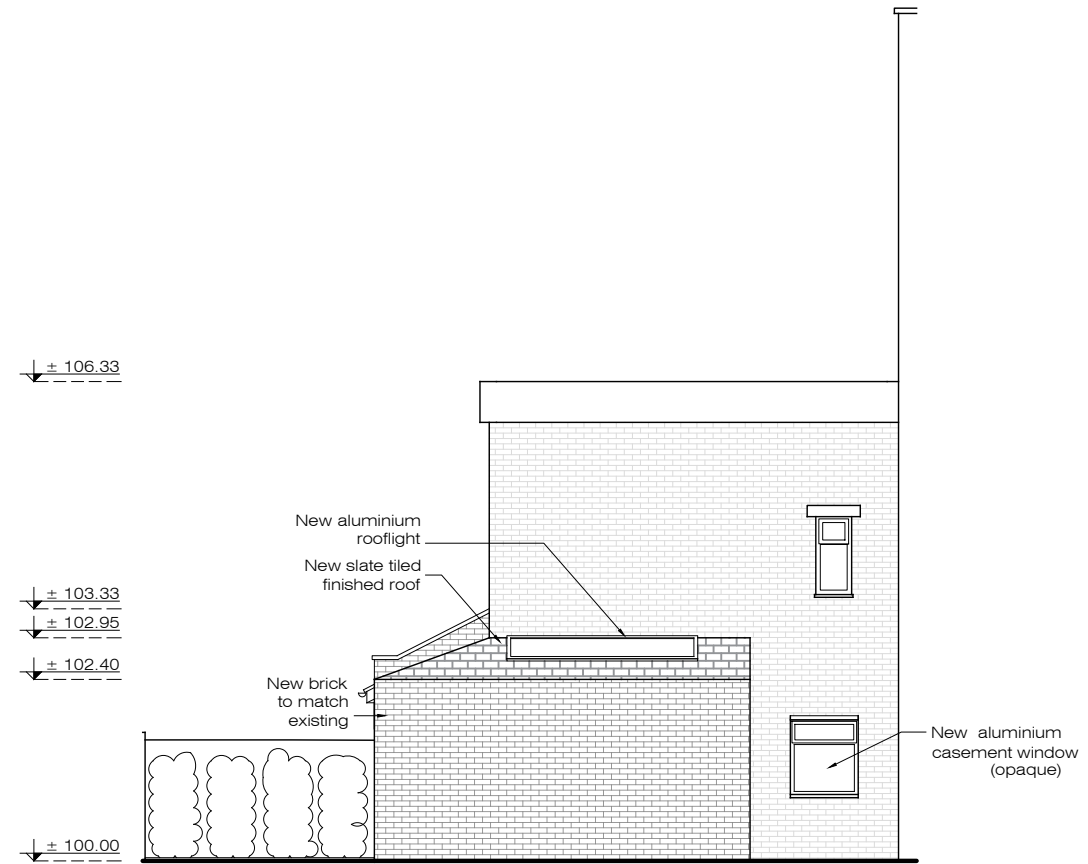 ± 106.33
New aluminium
rooflight
New slate tiled
finished roof
± 103.33
± 102.95
± 102.40
New brick
to match
existing
New aluminium
casement window
(opaque)
± 100.00